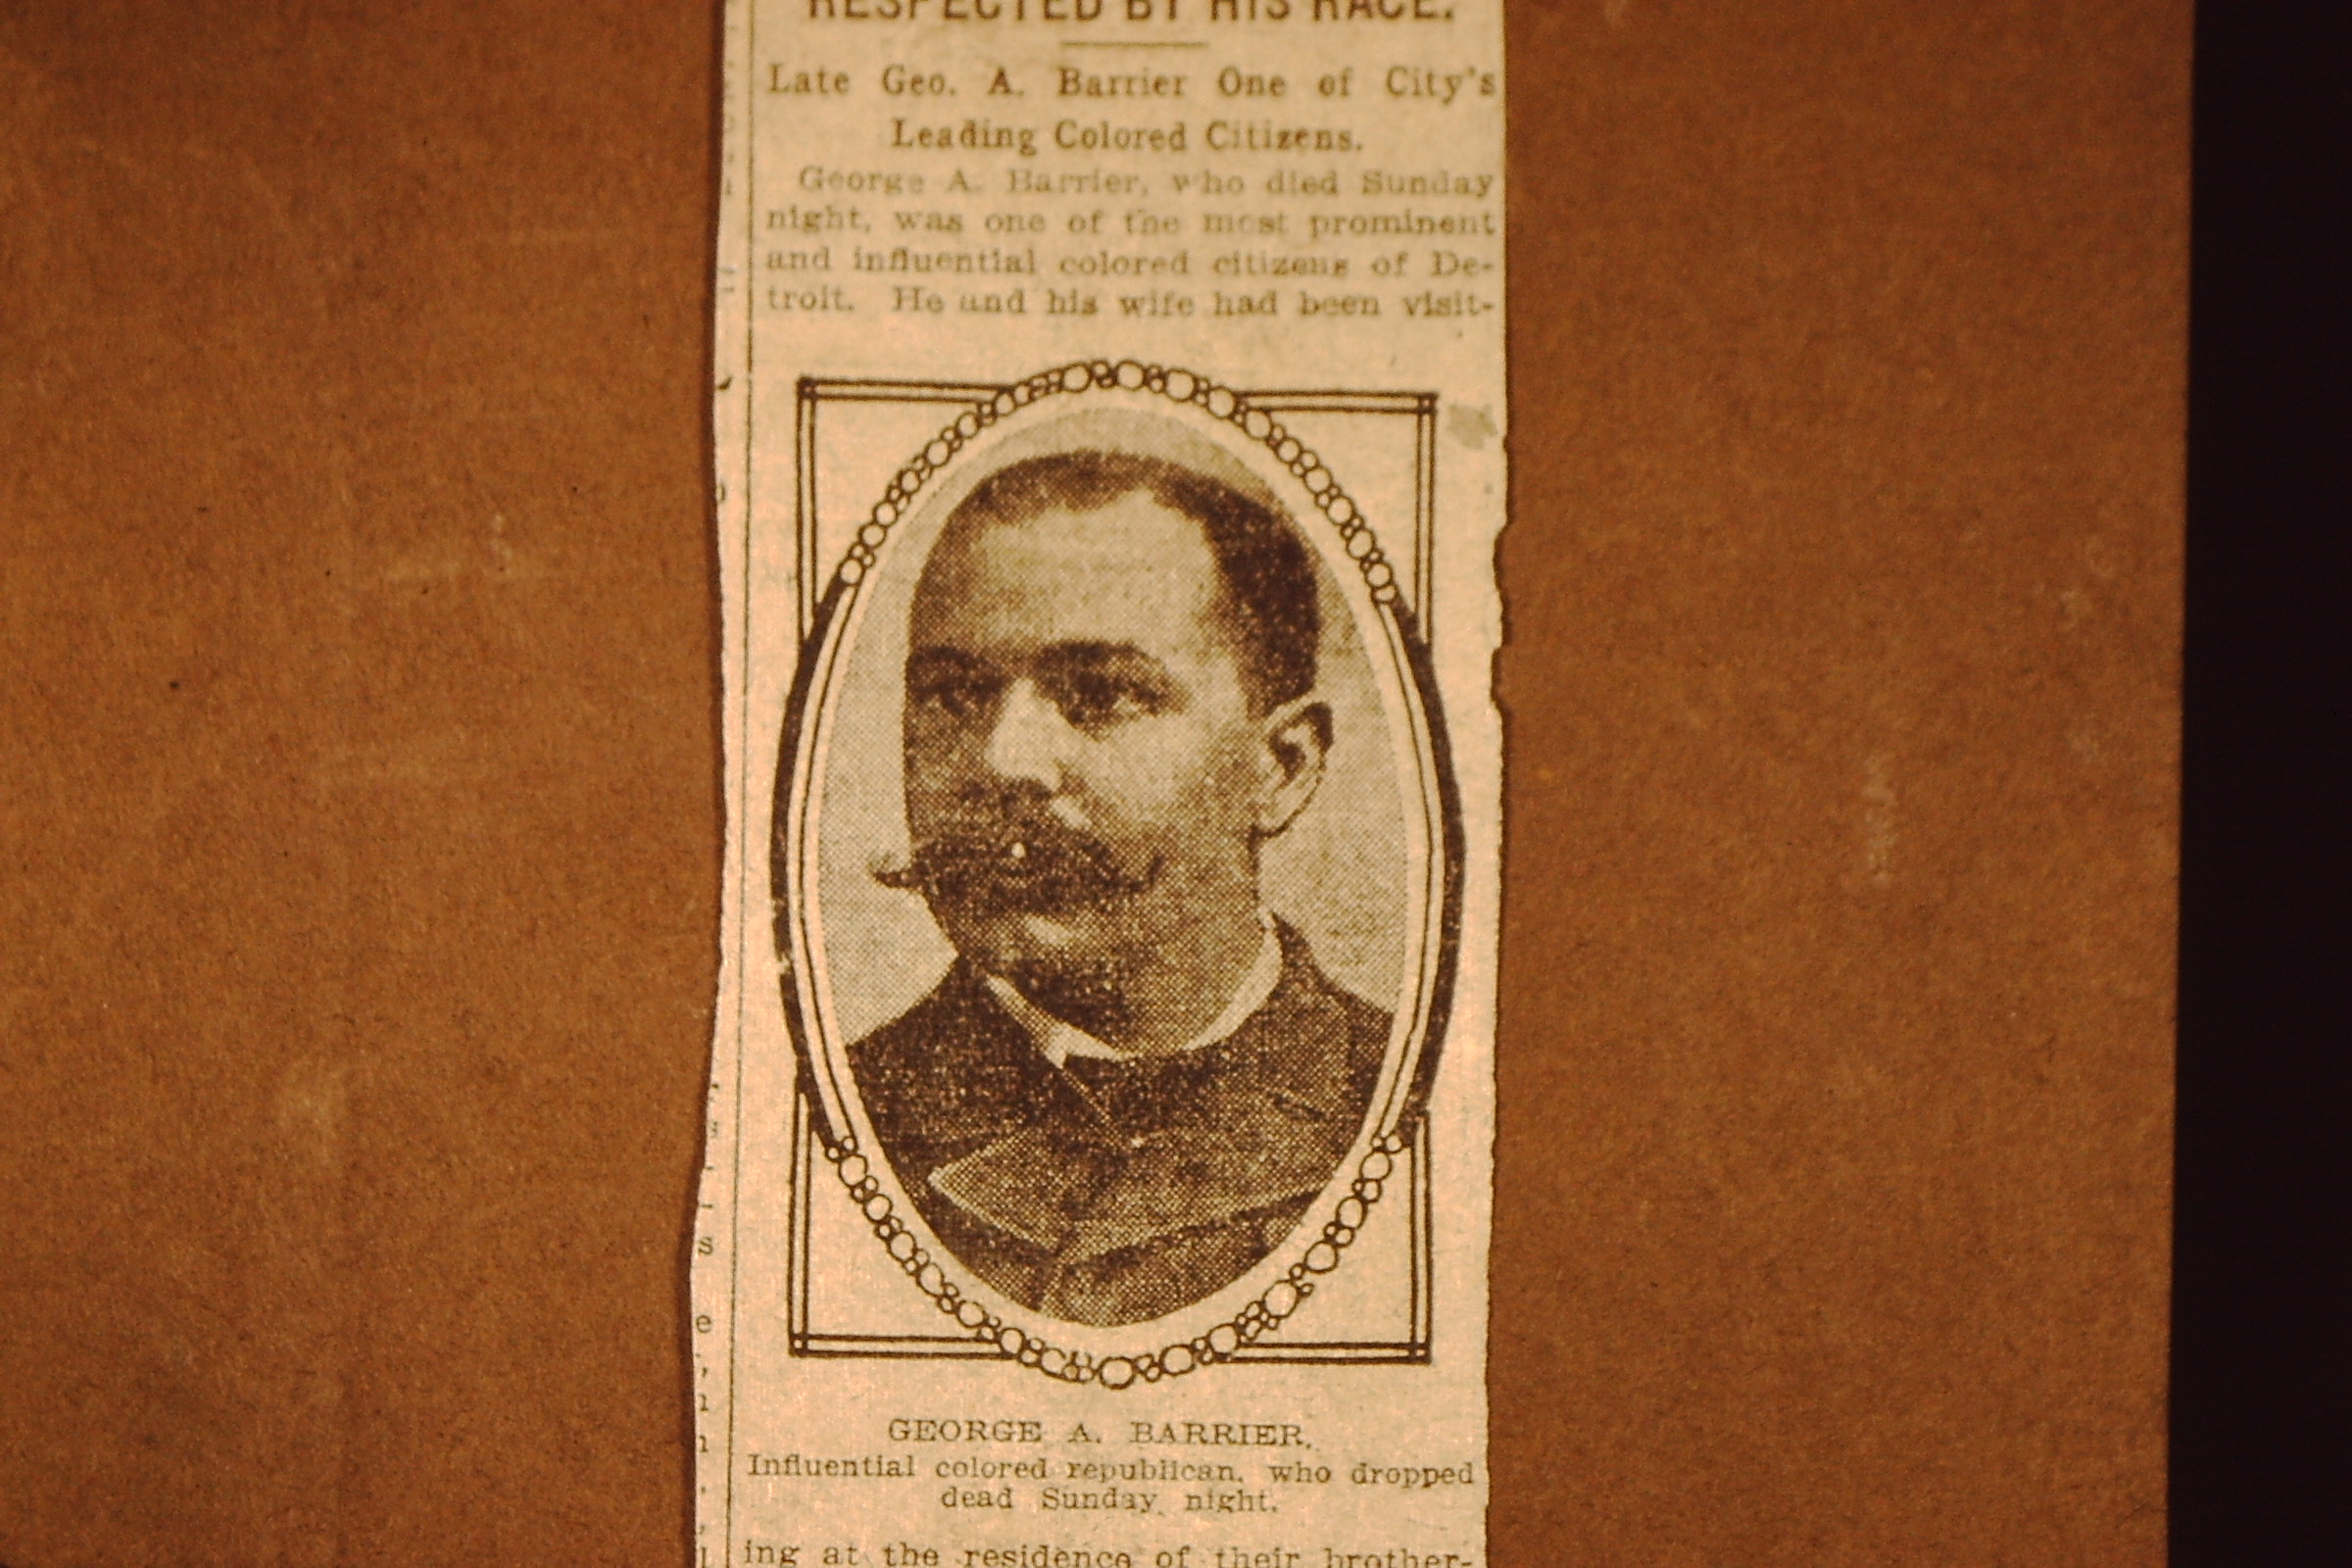 RESPECTED BY HIS RACE.
Late Geo. A. Barrier One of City's
Leading Colored Citizens.
George A. Barrier, who died Sunday
night, was one of the most prominent
and influential colored citizens of De-
troit. He and his wife had been visit-
GEORGE A. BARRIER,
Influential colored republican, who dropped
dead Sunday night.
ing at the residence of their brother-